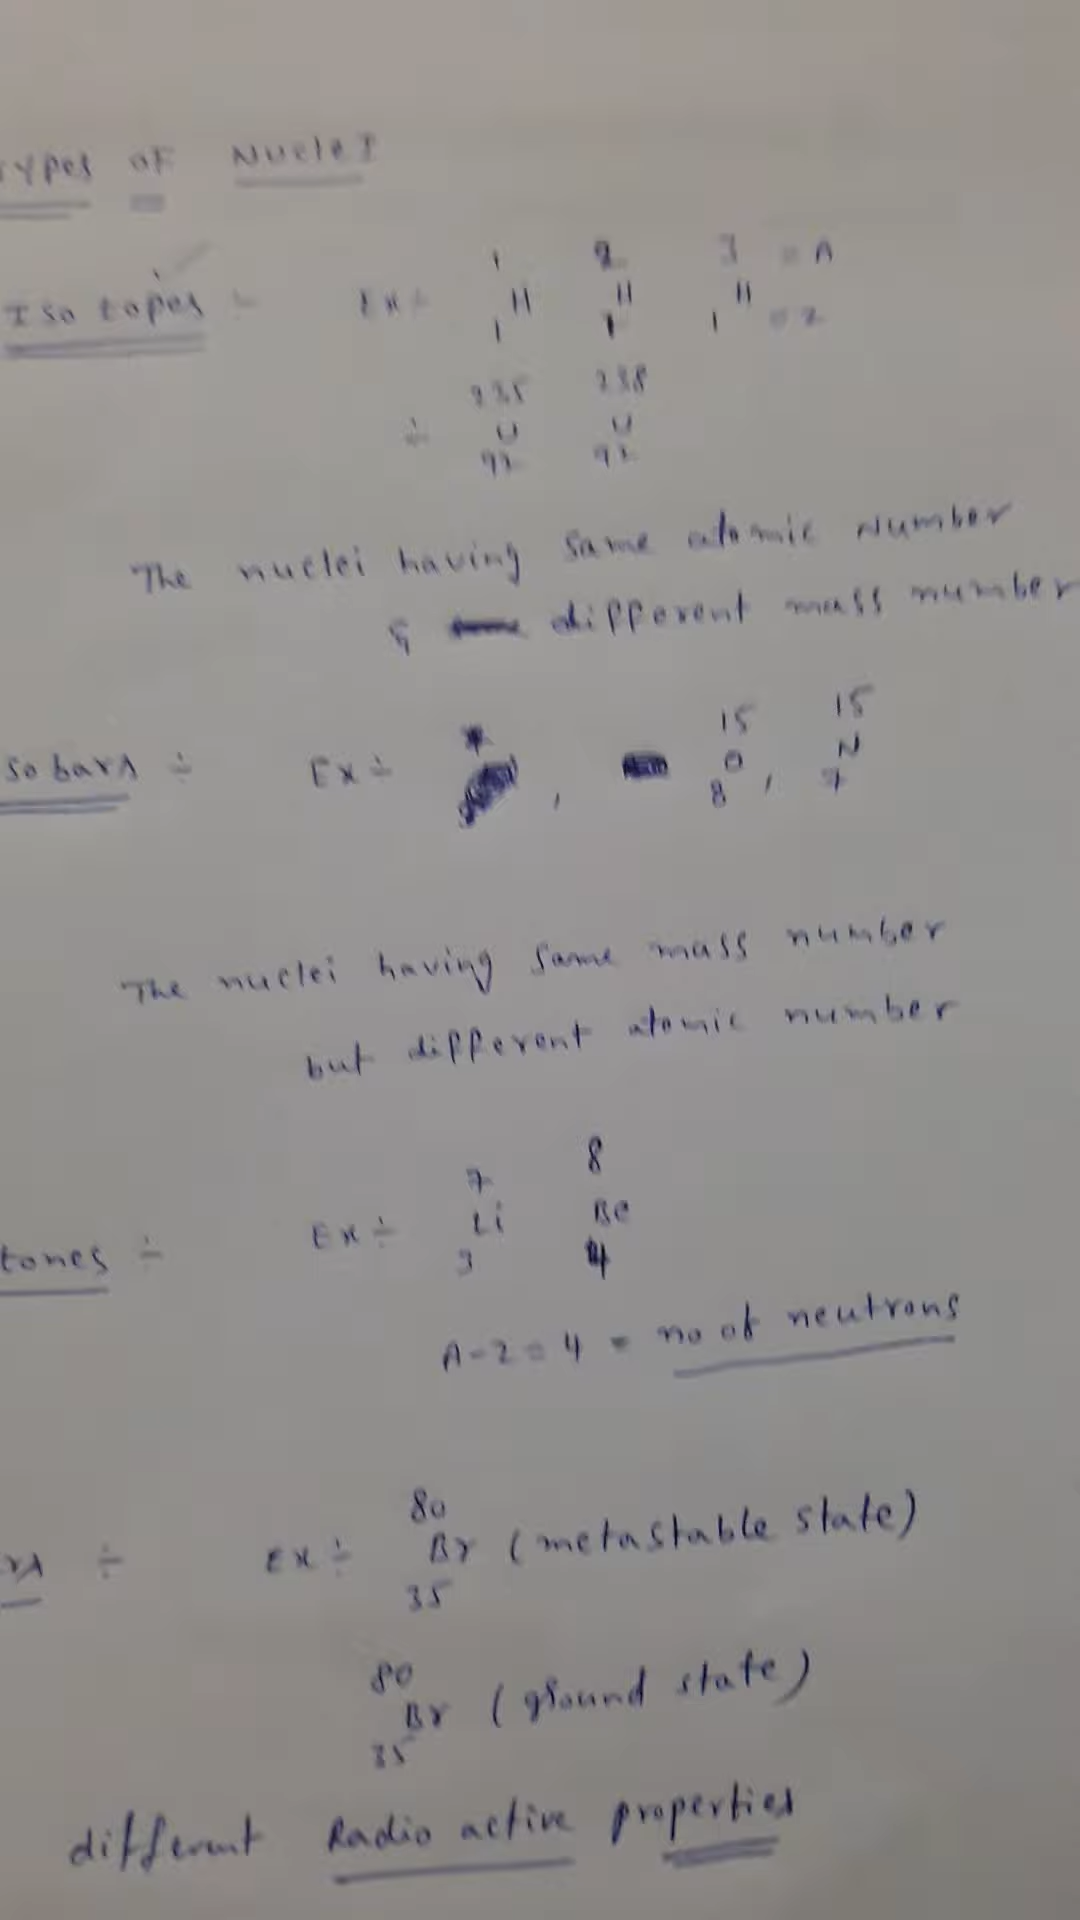 Types of NucleI
Isotopes - Ex ÷ 1 2 3 = A
H H H
1 1 1 = Z
235 238
÷ U U
92 92
The nuclei having same atomic Number
& different mass number
15 15
sobars ÷ Ex ÷ , O , N
8 7
The nuclei having same mass number
but different atomic number
7 8
tones ÷ Ex ÷ Li Be
3 4
A-Z = 4 = no of neutrons
80
rs ÷ Ex ÷ Br (metastable state)
35
80
Br (ground state)
35
different Radio active properties